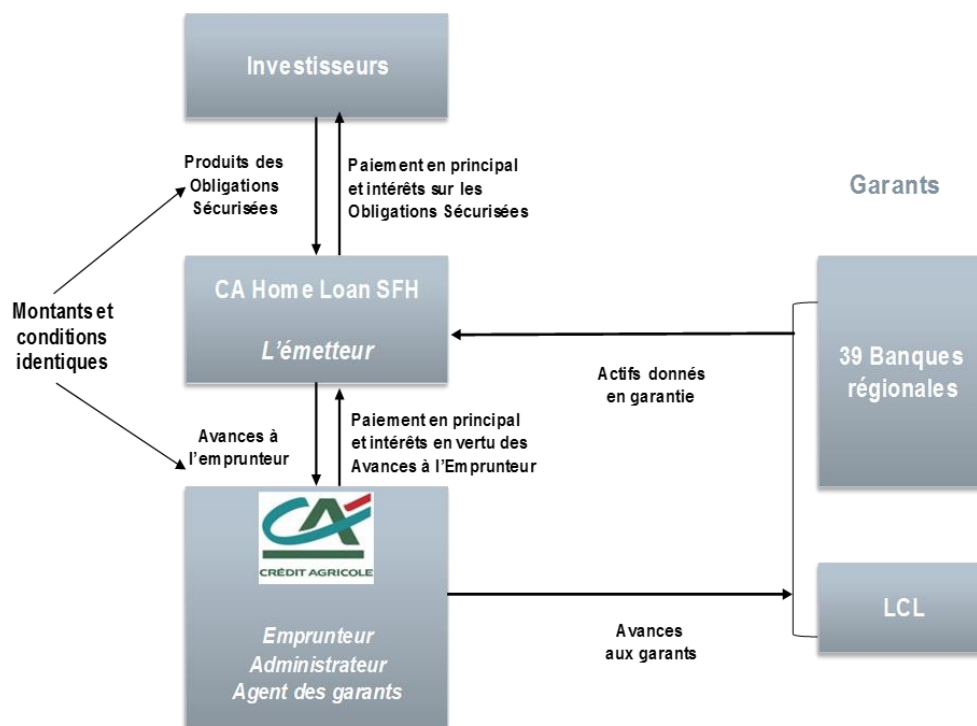 Investisseurs
Produits des
Obligations
Sécurisées
Paiement en principal
et intérêts sur les
Obligations Sécurisées
Garants
CA Home Loan SFH
L'émetteur
Montants et
conditions
identiques
39 Banques
régionales
Actifs donnés
en garantie
Avances à
l'emprunteur
Paiement en principal
et intérêts en vertu des
Avances à l'Emprunteur
CA
CRÉDIT AGRICOLE
Emprunteur
Administrateur
Agent des garants
LCL
Avances
aux garants